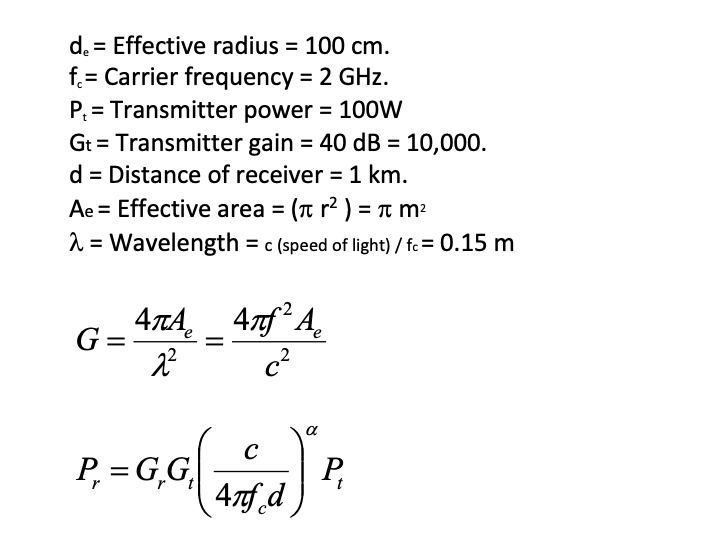 dₑ = Effective radius = 100 cm.
f꜀ = Carrier frequency = 2 GHz.
Pₜ = Transmitter power = 100W
Gt = Transmitter gain = 40 dB = 10,000.
d = Distance of receiver = 1 km.
Ae = Effective area = (π r² ) = π m²
λ = Wavelength = c (speed of light) / fc = 0.15 m
G = 4πAₑ / λ² = 4πf²Aₑ / c²
Pᵣ = GᵣGₜ (c / 4πf꜀d)^α Pₜ